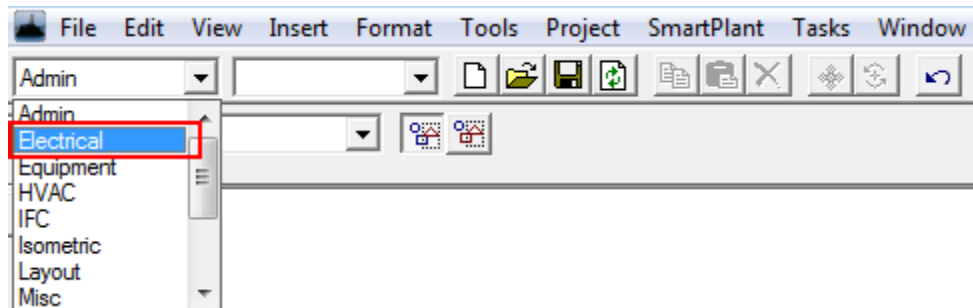 File Edit View Insert Format Tools Project SmartPlant Tasks Window
Admin
Admin
Electrical
Equipment
HVAC
IFC
Isometric
Layout
Misc